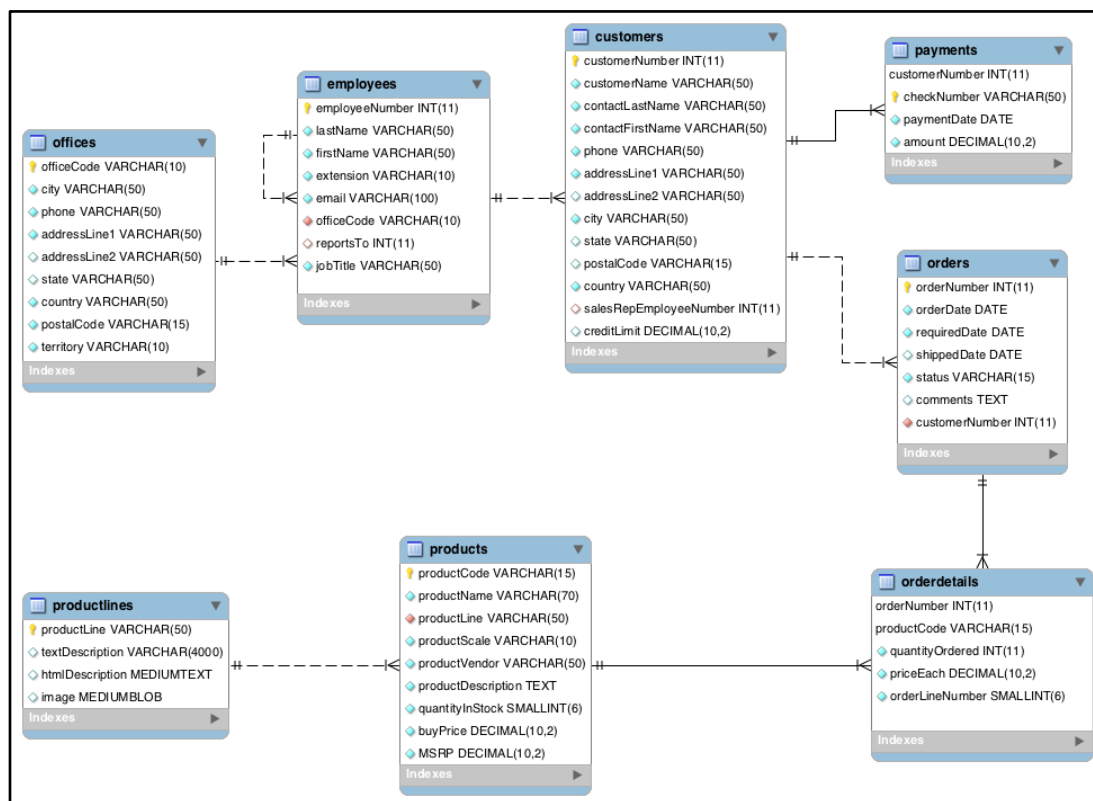 offices
officeCode VARCHAR(10)
city VARCHAR(50)
phone VARCHAR(50)
addressLine1 VARCHAR(50)
addressLine2 VARCHAR(50)
state VARCHAR(50)
country VARCHAR(50)
postalCode VARCHAR(15)
territory VARCHAR(10)
Indexes
employees
employeeNumber INT(11)
lastName VARCHAR(50)
firstName VARCHAR(50)
extension VARCHAR(10)
email VARCHAR(100)
officeCode VARCHAR(10)
reportsTo INT(11)
jobTitle VARCHAR(50)
Indexes
customers
customerNumber INT(11)
customerName VARCHAR(50)
contactLastName VARCHAR(50)
contactFirstName VARCHAR(50)
phone VARCHAR(50)
addressLine1 VARCHAR(50)
addressLine2 VARCHAR(50)
city VARCHAR(50)
state VARCHAR(50)
postalCode VARCHAR(15)
country VARCHAR(50)
salesRepEmployeeNumber INT(11)
creditLimit DECIMAL(10,2)
Indexes
payments
customerNumber INT(11)
checkNumber VARCHAR(50)
paymentDate DATE
amount DECIMAL(10,2)
Indexes
orders
orderNumber INT(11)
orderDate DATE
requiredDate DATE
shippedDate DATE
status VARCHAR(15)
comments TEXT
customerNumber INT(11)
Indexes
productlines
productLine VARCHAR(50)
textDescription VARCHAR(4000)
htmlDescription MEDIUMTEXT
image MEDIUMBLOB
Indexes
products
productCode VARCHAR(15)
productName VARCHAR(70)
productLine VARCHAR(50)
productScale VARCHAR(10)
productVendor VARCHAR(50)
productDescription TEXT
quantityInStock SMALLINT(6)
buyPrice DECIMAL(10,2)
MSRP DECIMAL(10,2)
Indexes
orderdetails
orderNumber INT(11)
productCode VARCHAR(15)
quantityOrdered INT(11)
priceEach DECIMAL(10,2)
orderLineNumber SMALLINT(6)
Indexes